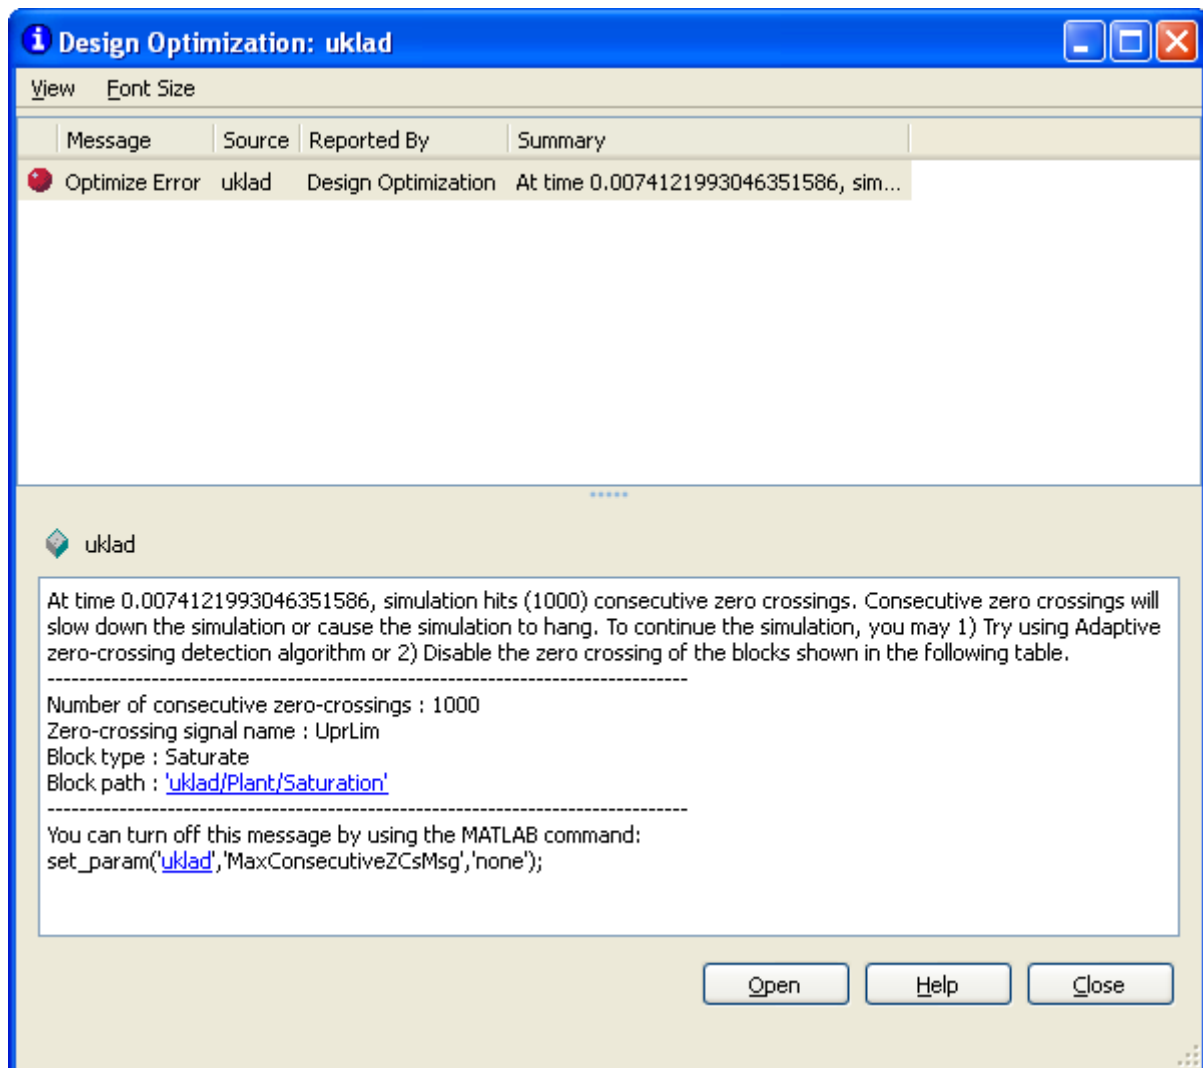 Design Optimization: uklad
View Font Size
Message Source Reported By Summary
Optimize Error uklad Design Optimization At time 0.0074121993046351586, sim...
uklad
At time 0.0074121993046351586, simulation hits (1000) consecutive zero crossings. Consecutive zero crossings will
slow down the simulation or cause the simulation to hang. To continue the simulation, you may 1) Try using Adaptive
zero-crossing detection algorithm or 2) Disable the zero crossing of the blocks shown in the following table.
--------------------------------------------------------------------------------
Number of consecutive zero-crossings : 1000
Zero-crossing signal name : UprLim
Block type : Saturate
Block path : 'uklad/Plant/Saturation'
--------------------------------------------------------------------------------
You can turn off this message by using the MATLAB command:
set_param('uklad','MaxConsecutiveZCsMsg','none');
Open Help Close